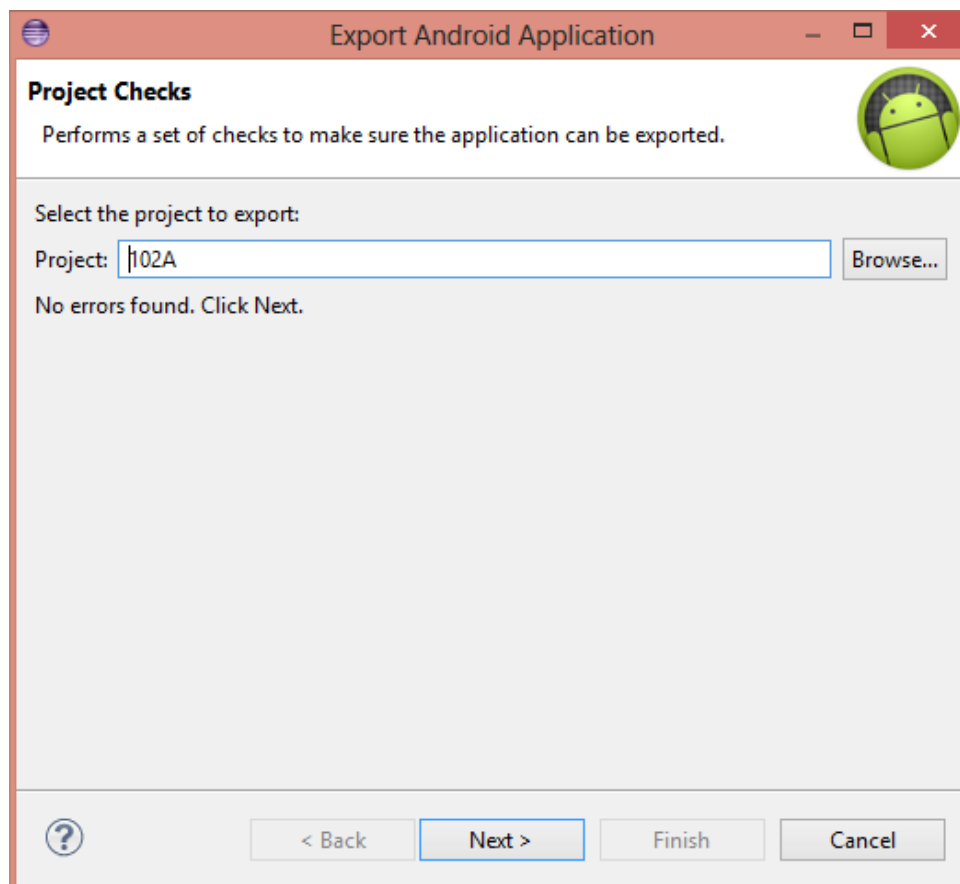 Export Android Application
Project Checks
Performs a set of checks to make sure the application can be exported.
Select the project to export:
Project: 102A Browse...
No errors found. Click Next.
? < Back Next > Finish Cancel